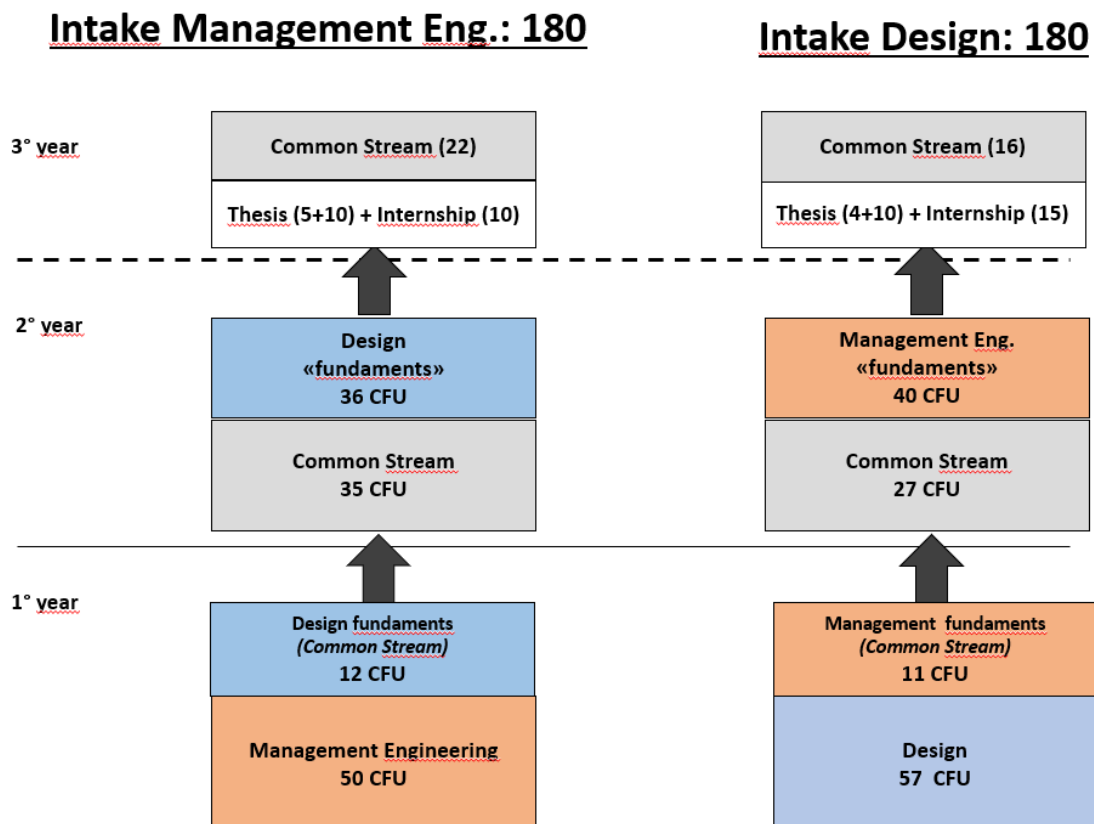 Intake Management Eng.: 180
Intake Design: 180
3° year
Common Stream (22)
Thesis (5+10) + Internship (10)
Common Stream (16)
Thesis (4+10) + Internship (15)
2° year
Design
«fundaments»
36 CFU
Common Stream
35 CFU
Management Eng.
«fundaments»
40 CFU
Common Stream
27 CFU
1° year
Design fundaments
(Common Stream)
12 CFU
Management Engineering
50 CFU
Management fundaments
(Common Stream)
11 CFU
Design
57 CFU